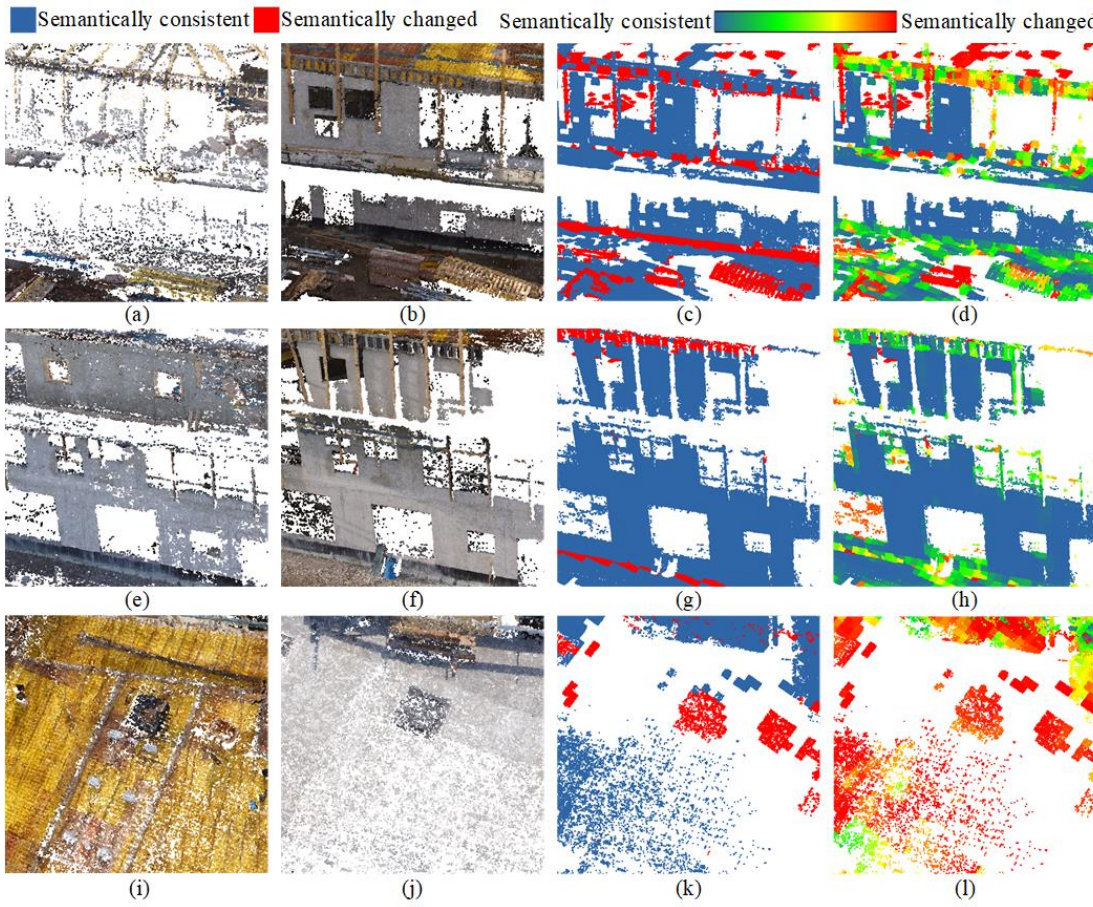 Semantically consistent Semantically changed Semantically consistent Semantically changed
(a) (b) (c) (d)
(e) (f) (g) (h)
(i) (j) (k) (l)